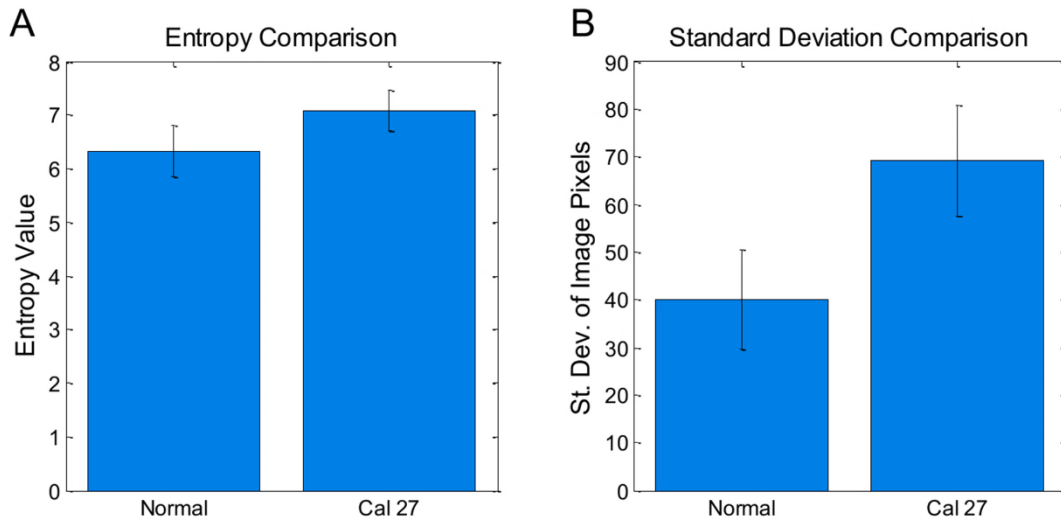 A
Entropy Comparison
Entropy Value
8
7
6
5
4
3
2
1
0
Normal
Cal 27
B
Standard Deviation Comparison
St. Dev. of Image Pixels
90
80
70
60
50
40
30
20
10
0
Normal
Cal 27